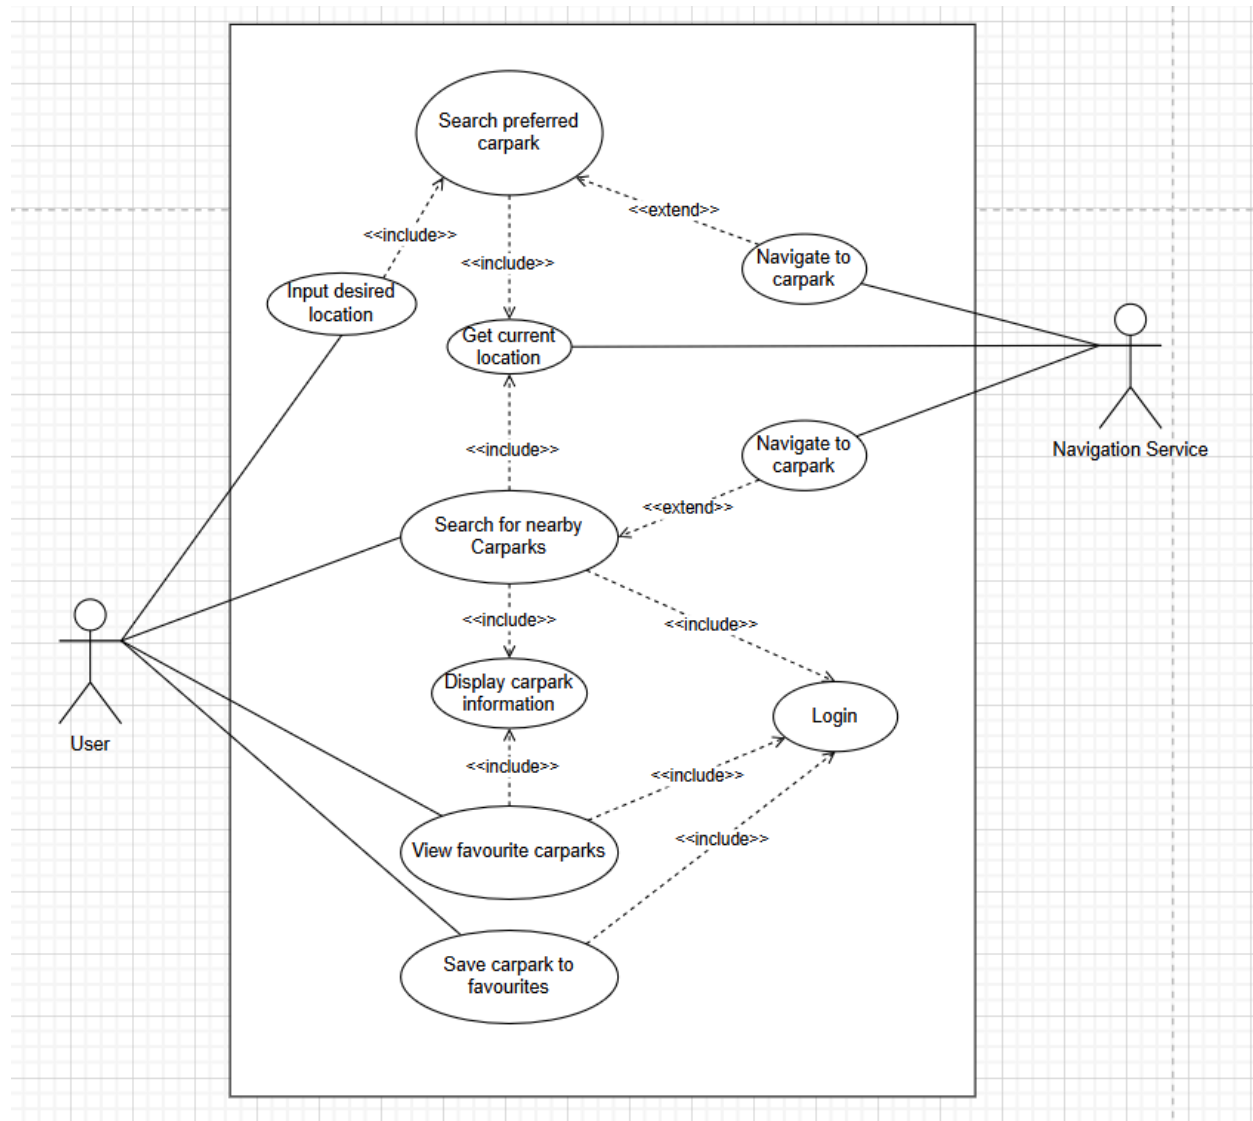 Search preferred
carpark
<<extend>>
<<include>>
<<include>>
Navigate to
carpark
Input desired
location
Get current
location
Navigation Service
Navigate to
carpark
<<include>>
<<extend>>
Search for nearby
Carparks
<<include>>
<<include>>
Display carpark
information
Login
User
<<include>>
<<include>>
<<include>>
View favourite carparks
Save carpark to
favourites